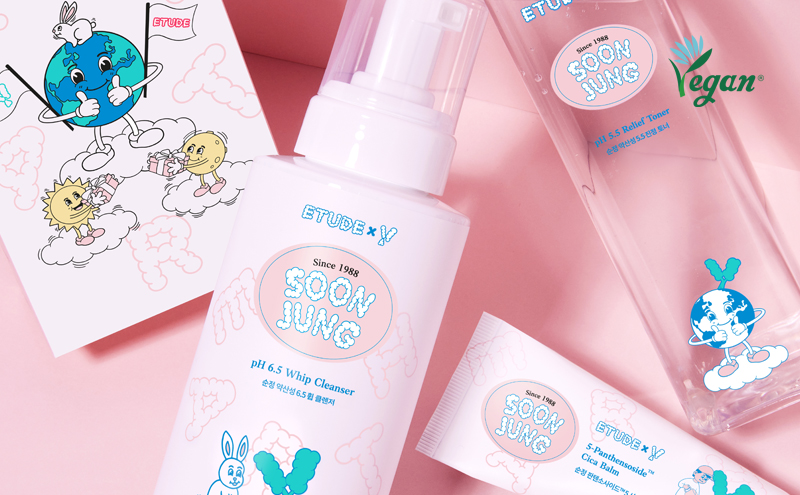 ETUDE
ETUDE
SOON
JUNG
Since 1988
pH 5.5 Relief Toner
순정 약산성 5.5 진정 토너
Vegan®
ETUDE x Y
Since 1988
SOON
JUNG
pH 6.5 Whip Cleanser
순정 약산성 6.5 휩 클렌저
Since 1988
SOON
JUNG
ETUDE x Y
5-Panthensoside™
Cica Balm